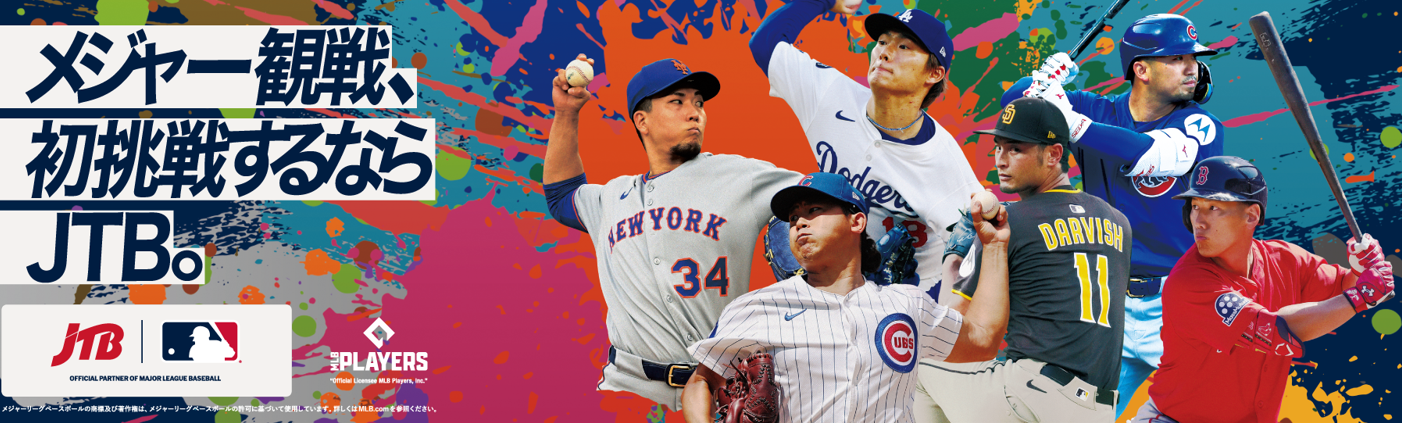 メジャー観戦、
初挑戦するなら
JTB。
JTB
OFFICIAL PARTNER OF MAJOR LEAGUE BASEBALL
MLB PLAYERS
"Official Licensee MLB Players, Inc."
メジャーリーグベースボールの商標及び著作権は、メジャーリーグベースボールの許可に基づいて使用しています。詳しくはMLB.comを参照ください。
NEW YORK
34
Dodgers
18
LA
SD
DARVISH
11
CUBS
C
B